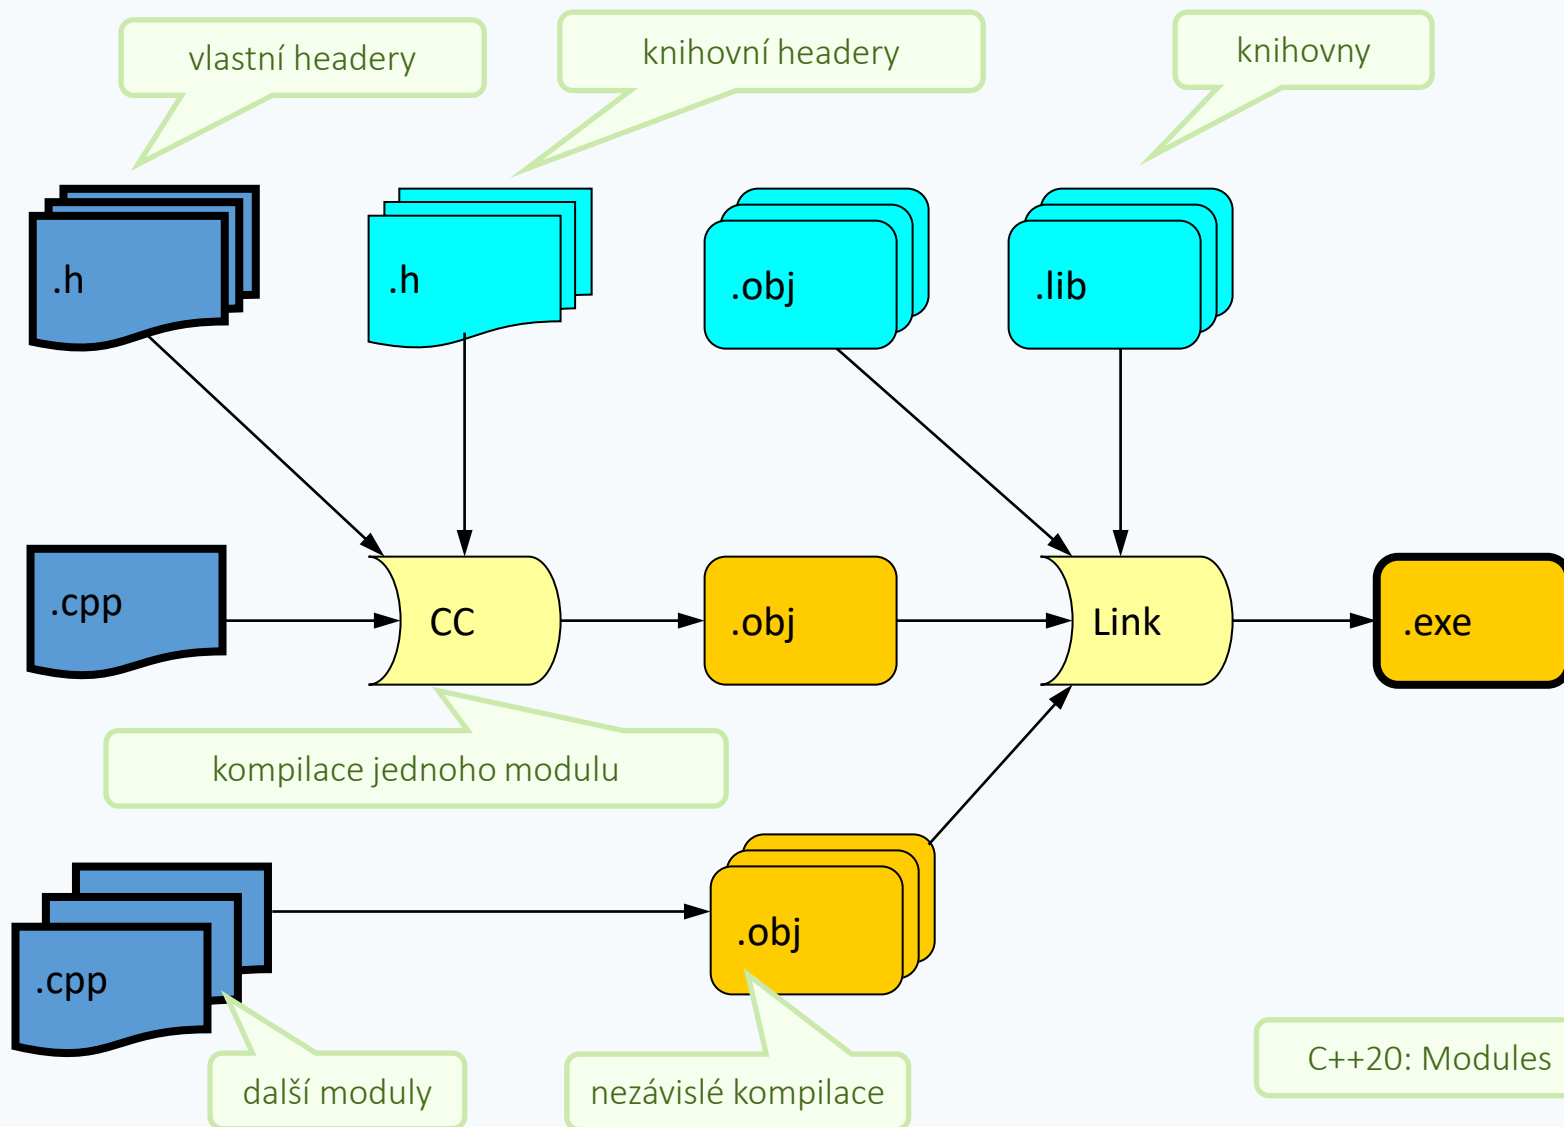 vlastní headery
knihovní headery
knihovny
.h
.h
.obj
.lib
.cpp
CC
.obj
Link
.exe
kompilace jednoho modulu
.cpp
.obj
další moduly
nezávislé kompilace
C++20: Modules